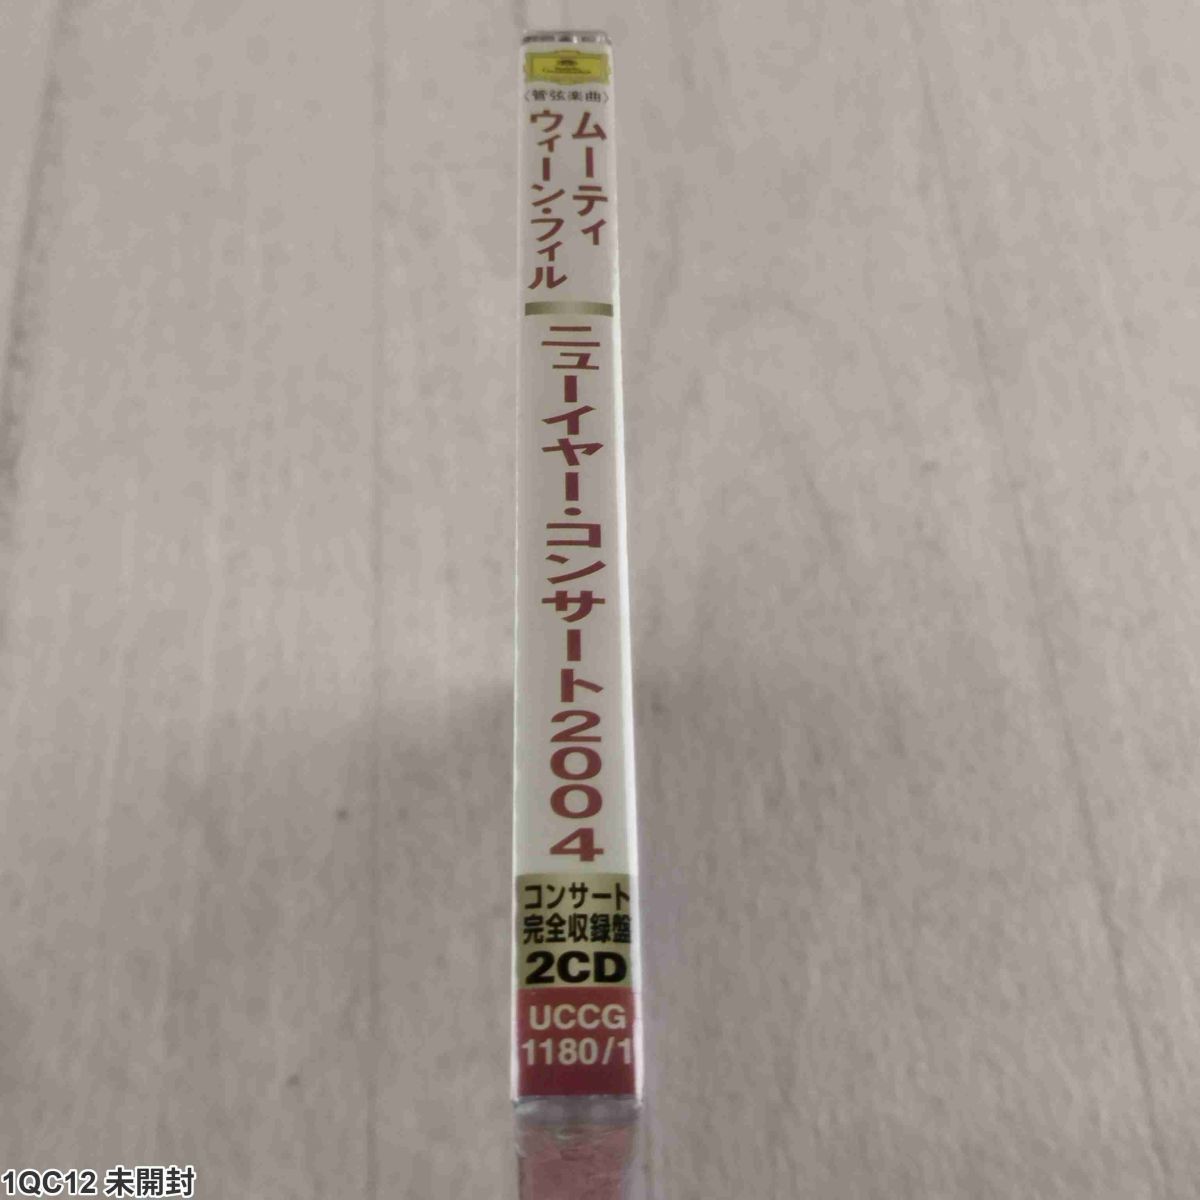 〈管弦楽曲〉
ムーティ
ウィーン・フィル
ニューイヤー・コンサート2004
コンサート
完全収録盤
2CD
UCCG
1180/1
1QC12 未開封